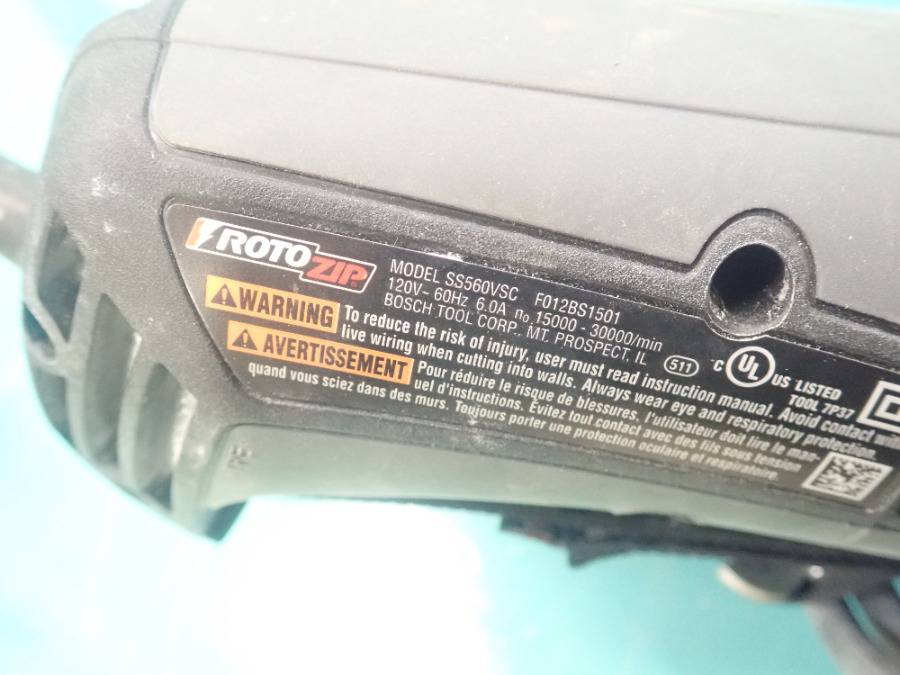 ROTOZIP
MODEL SS560VSC F012BS1501
120V~ 60Hz 6.0A no 15000 - 30000/min
BOSCH TOOL CORP. MT. PROSPECT, IL
511
C UL US LISTED
TOOL 7P37
WARNING To reduce the risk of injury, user must read instruction manual. Avoid contact with
live wiring when cutting into walls. Always wear eye and respiratory protection.
AVERTISSEMENT Pour réduire le risque de blessures, l'utilisateur doit lire le man-
uel d'instructions. Evitez tout contact avec des fils sous tension
quand vous sciez dans des murs. Toujours porter une protection oculaire et respiratoire.